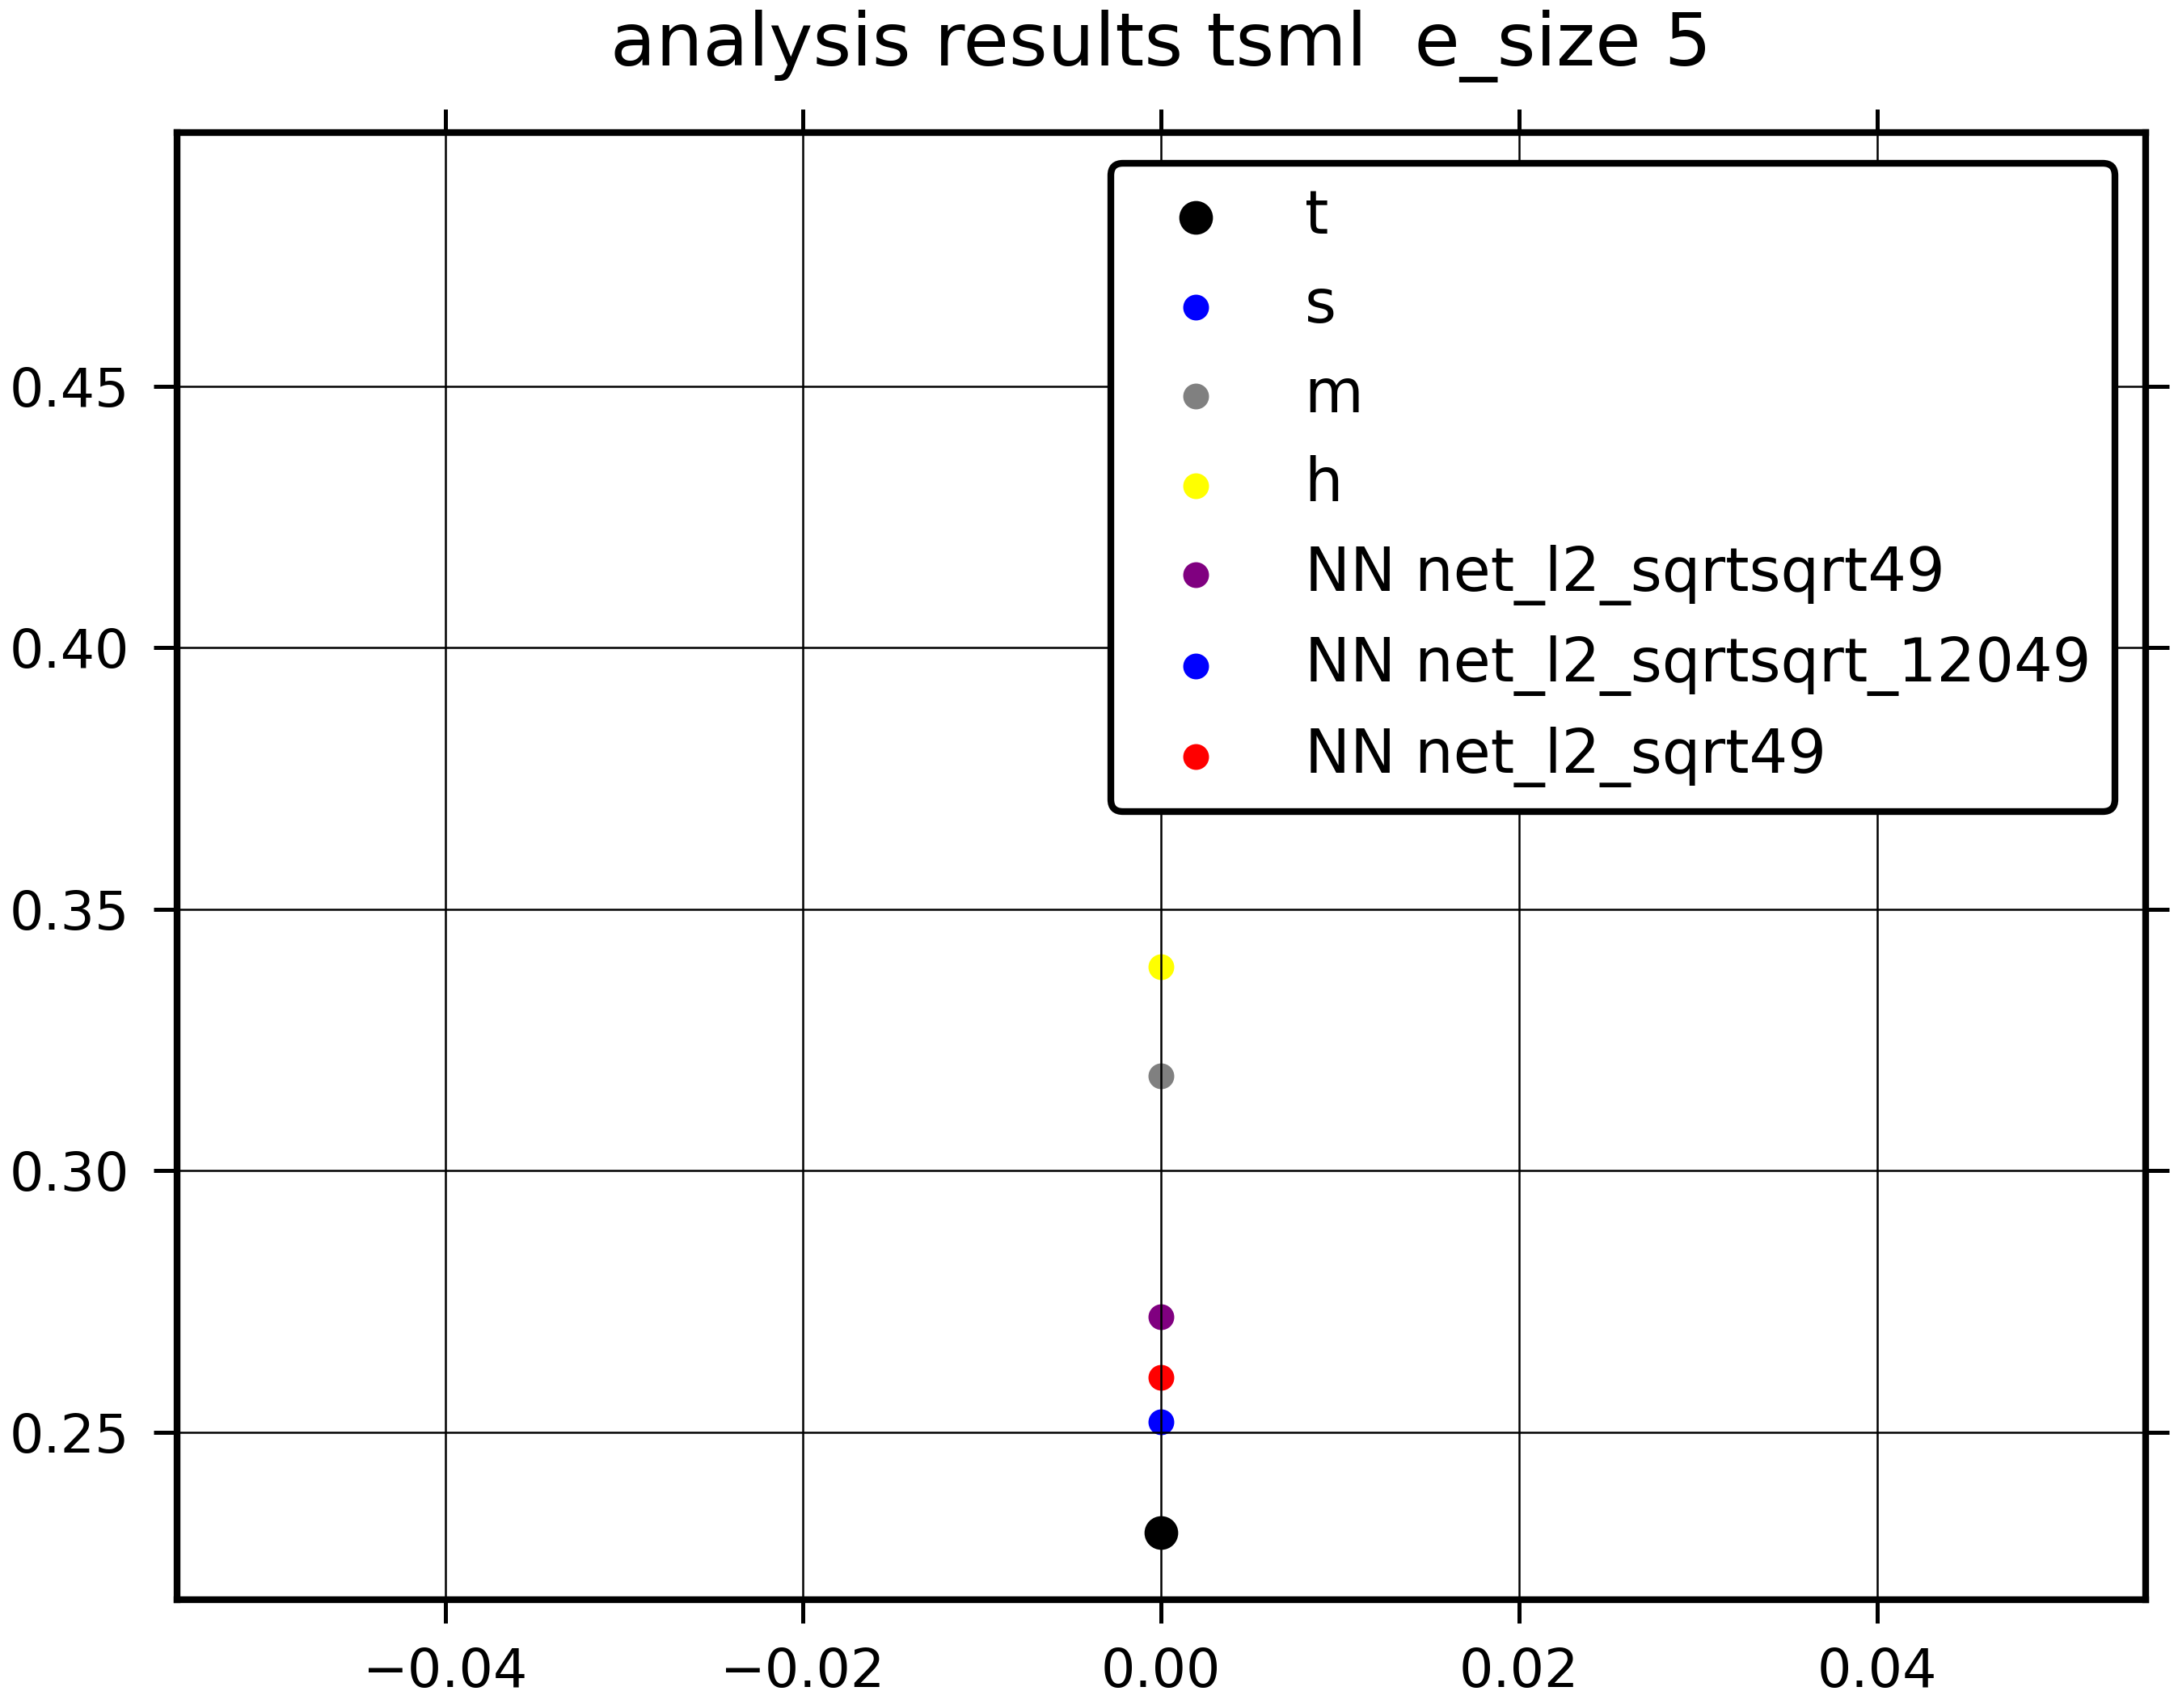 analysis results tsml  e_size 5
t
s
m
h
NN net_l2_sqrtsqrt49
NN net_l2_sqrtsqrt_12049
NN net_l2_sqrt49
0.45
0.40
0.35
0.30
0.25
−0.04 −0.02 0.00 0.02 0.04